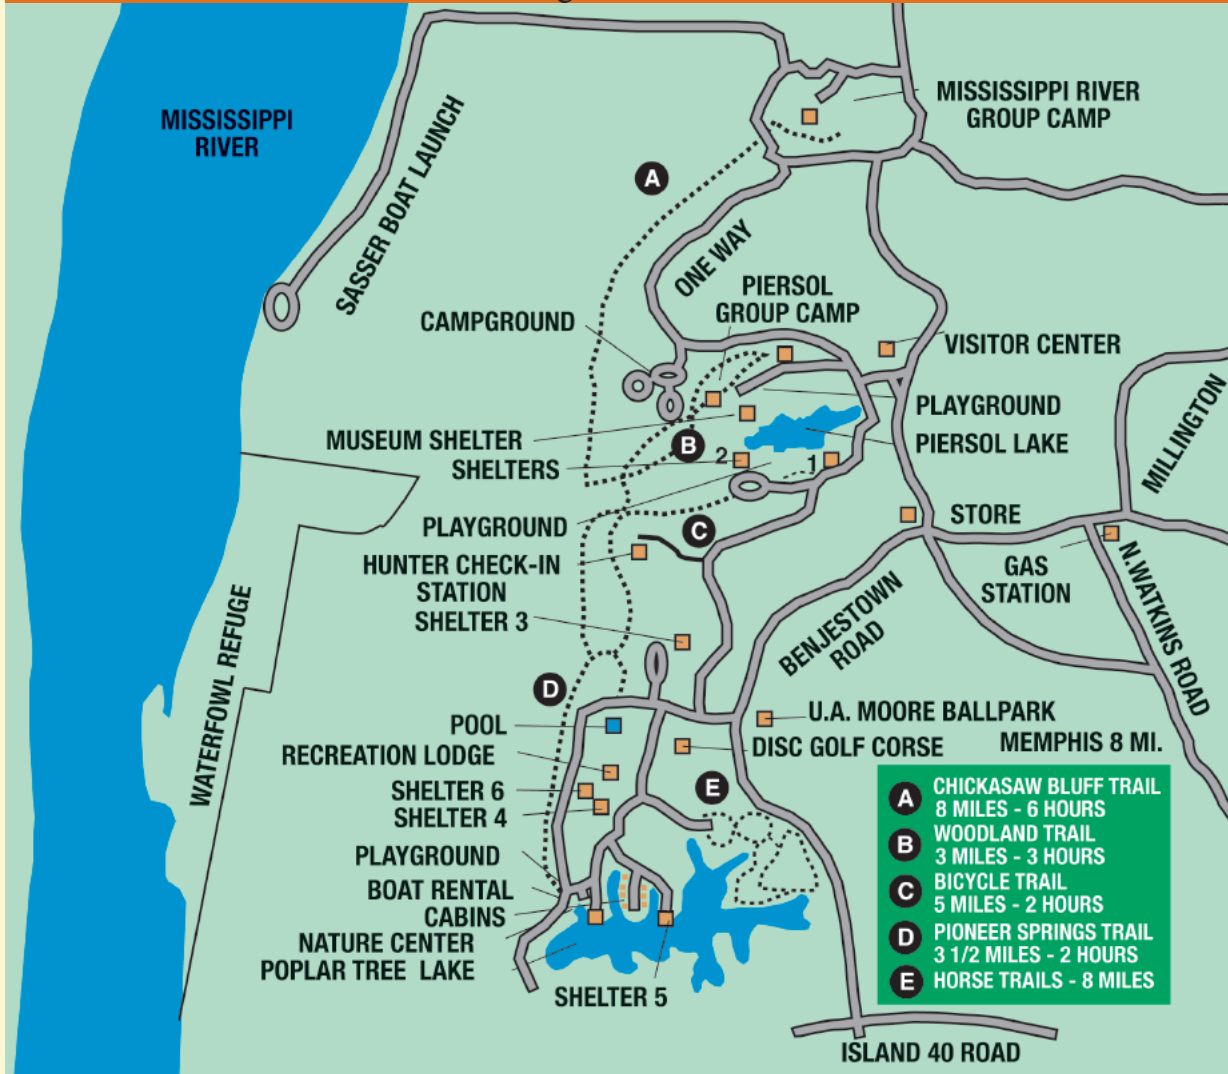 MISSISSIPPI
RIVER
SASSER BOAT LAUNCH
A
MISSISSIPPI RIVER
GROUP CAMP
ONE WAY
PIERSOL
GROUP CAMP
CAMPGROUND
VISITOR CENTER
PLAYGROUND
PIERSOL LAKE
MILLINGTON
MUSEUM SHELTER
B
SHELTERS
2
1
PLAYGROUND
C
STORE
HUNTER CHECK-IN
STATION
GAS
STATION
N.WATKINS ROAD
SHELTER 3
BENJESTOWN
ROAD
WATERFOWL REFUGE
D
POOL
U.A. MOORE BALLPARK
RECREATION LODGE
DISC GOLF CORSE
MEMPHIS 8 MI.
SHELTER 6
E
SHELTER 4
PLAYGROUND
BOAT RENTAL
CABINS
NATURE CENTER
POPLAR TREE LAKE
SHELTER 5
A CHICKASAW BLUFF TRAIL
8 MILES - 6 HOURS
B WOODLAND TRAIL
3 MILES - 3 HOURS
C BICYCLE TRAIL
5 MILES - 2 HOURS
D PIONEER SPRINGS TRAIL
3 1/2 MILES - 2 HOURS
E HORSE TRAILS - 8 MILES
ISLAND 40 ROAD